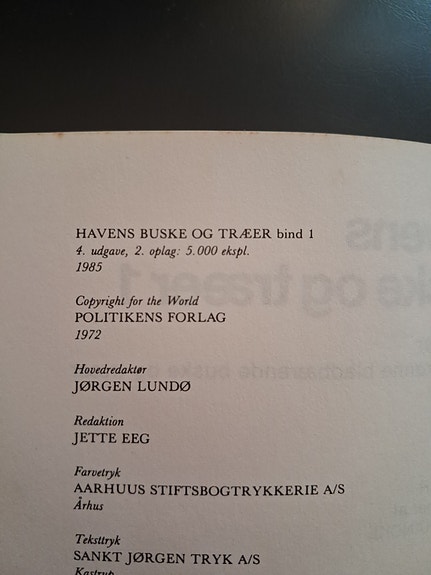 HAVENS BUSKE OG TRÆER bind 1
4. udgave, 2. oplag: 5.000 ekspl.
1985
Copyright for the World
POLITIKENS FORLAG
1972
Hovedredaktør
JØRGEN LUNDØ
Redaktion
JETTE EEG
Farvetryk
AARHUUS STIFTSBOGTRYKKERIE A/S
Århus
Teksttryk
SANKT JØRGEN TRYK A/S
Kastrup